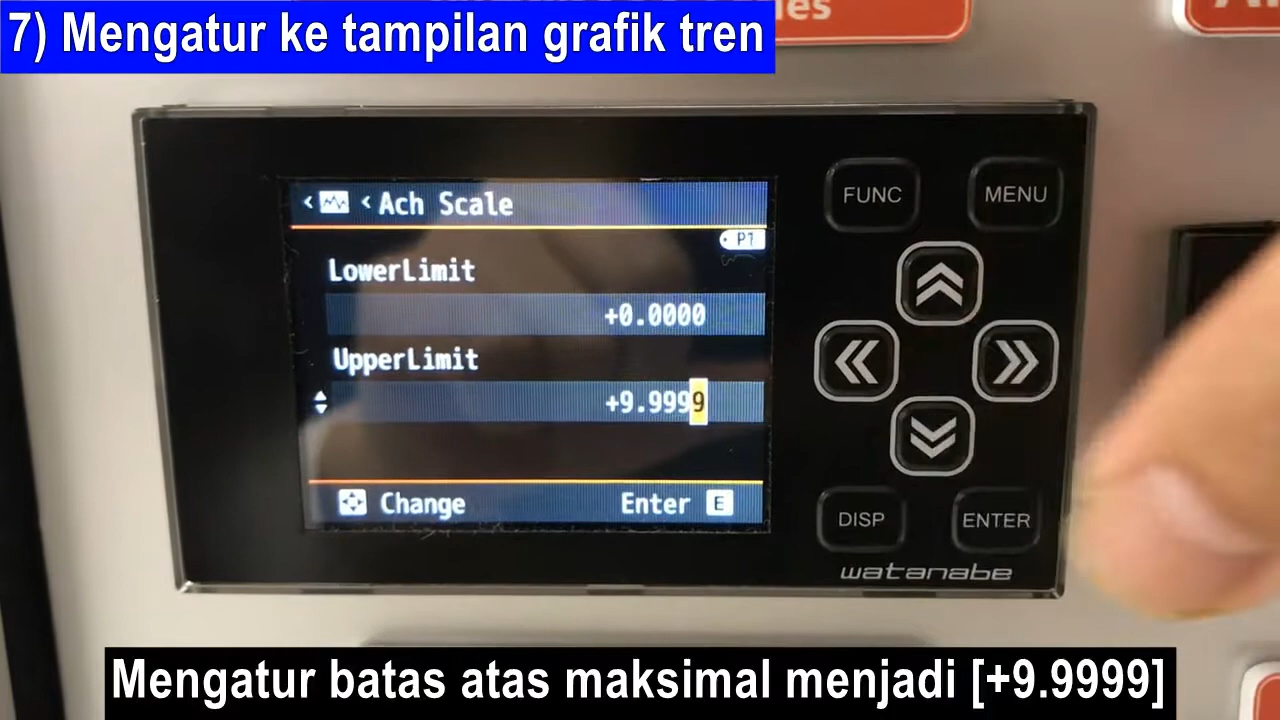 7) Mengatur ke tampilan grafik tren
< < Ach Scale
P1
LowerLimit
+0.0000
UpperLimit
+9.9999
Change Enter E
FUNC MENU
DISP ENTER
watanabe
Mengatur batas atas maksimal menjadi [+9.9999]